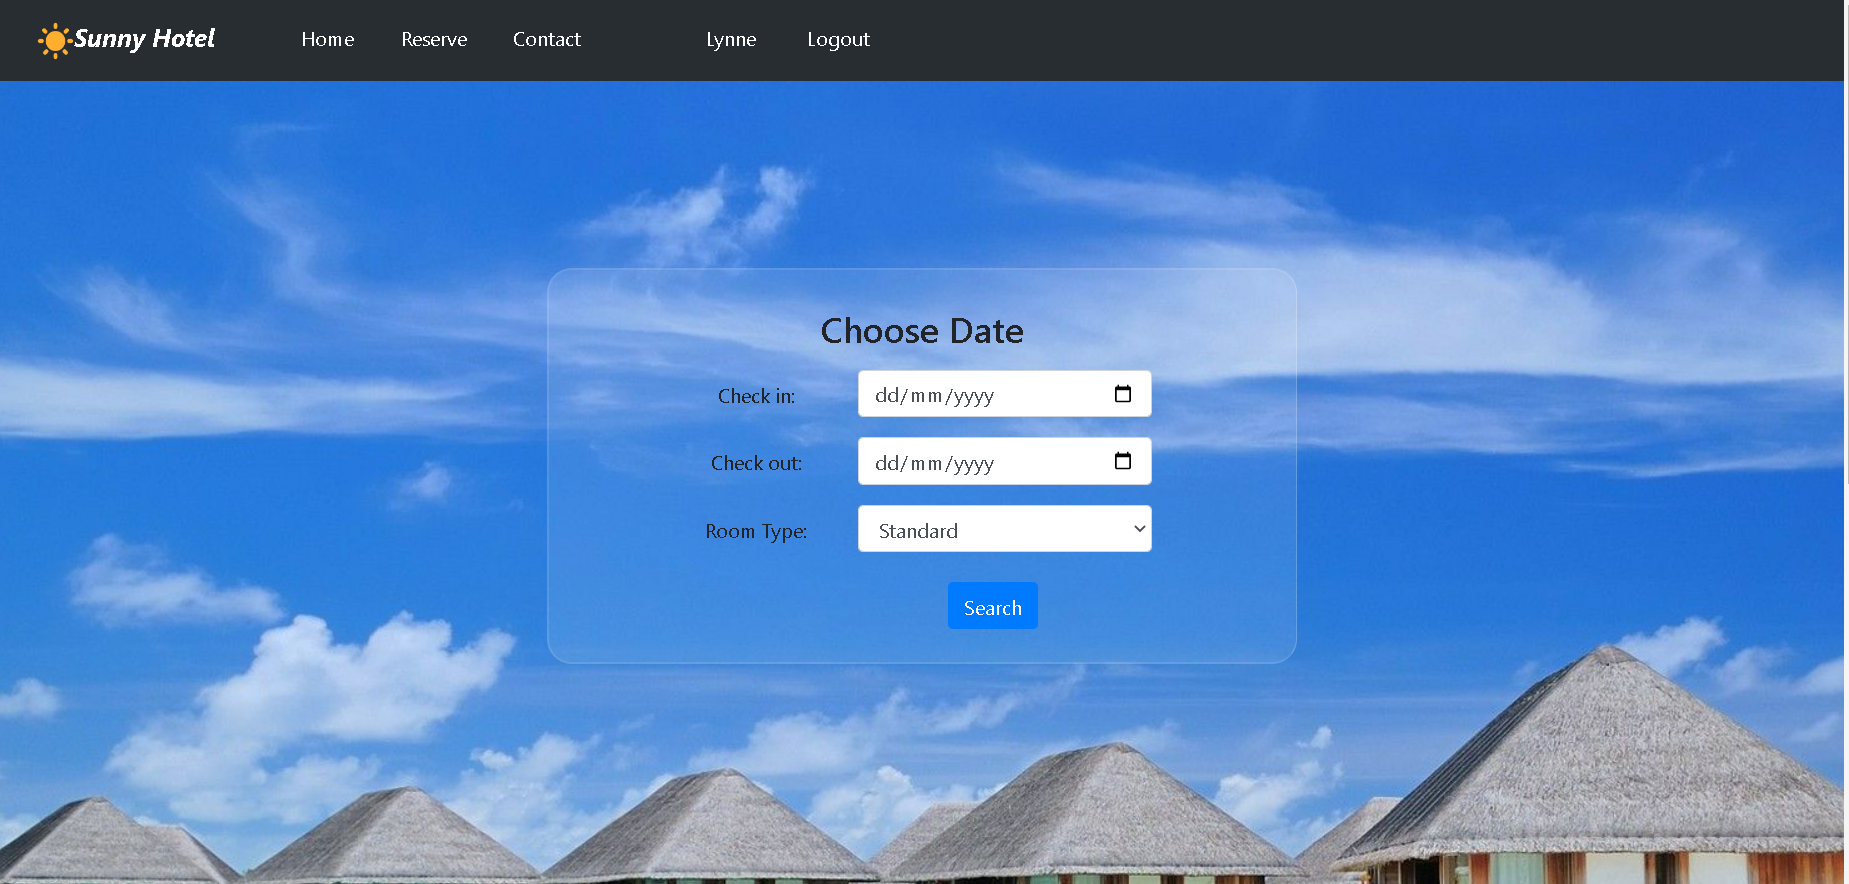 Sunny Hotel Home Reserve Contact Lynne Logout
Choose Date
Check in: dd/mm/yyyy
Check out: dd/mm/yyyy
Room Type: Standard
Search